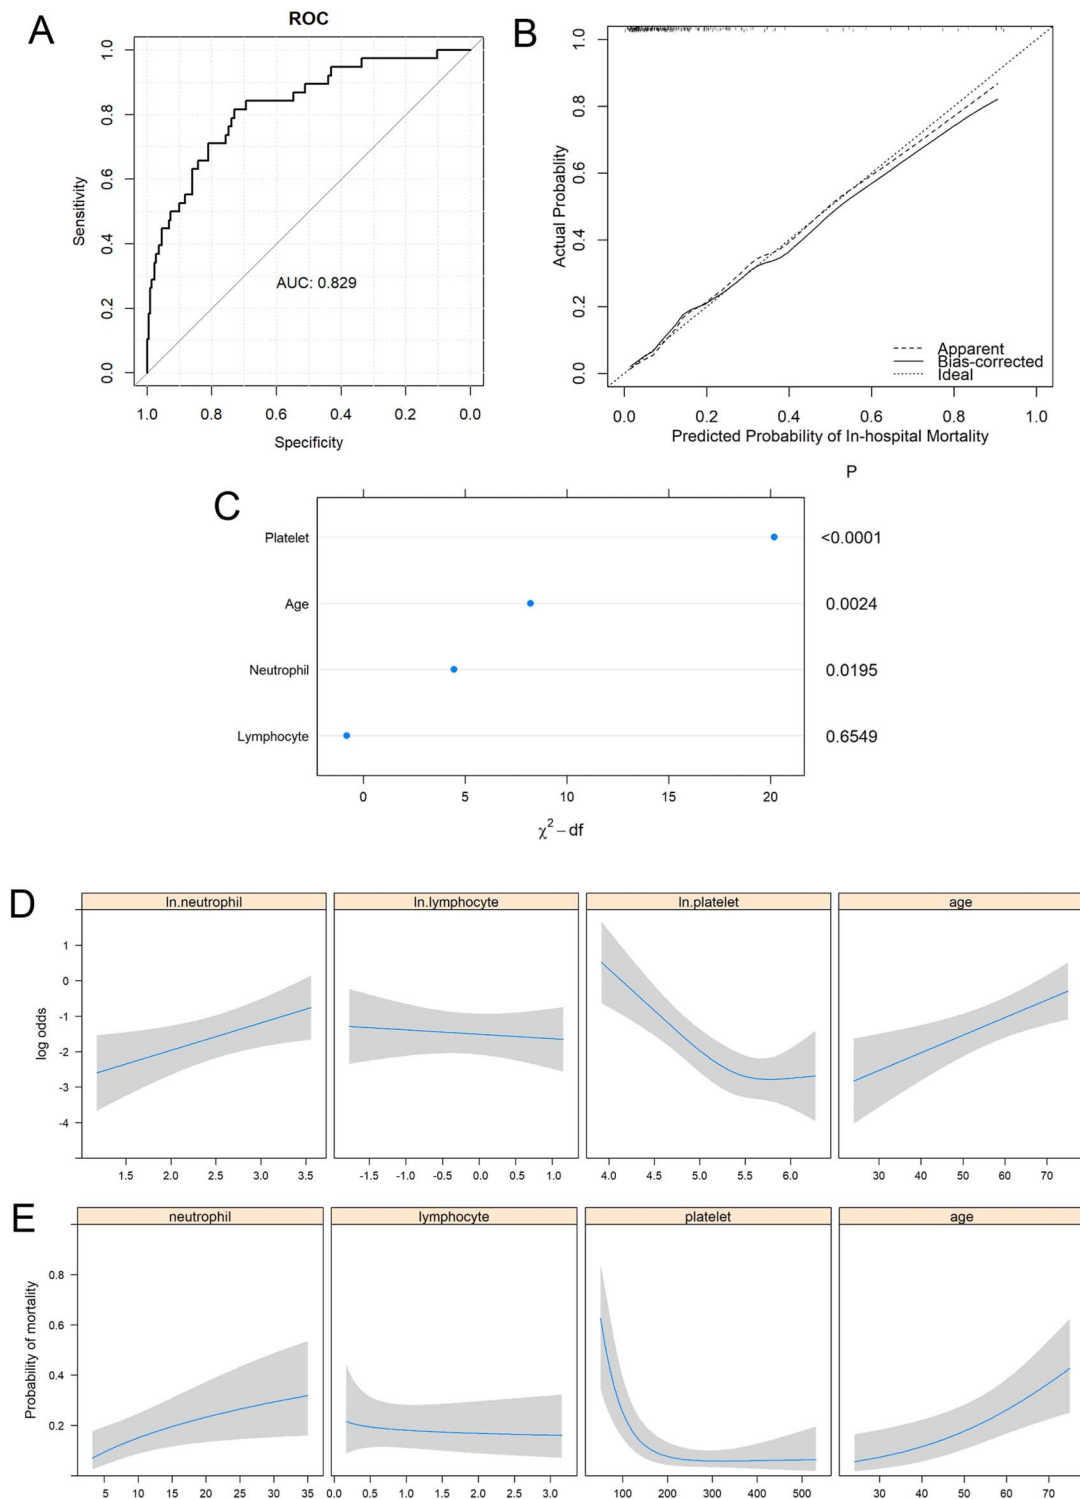 A
ROC
Sensitivity
0.0 0.2 0.4 0.6 0.8 1.0
AUC: 0.829
1.0 0.8 0.6 0.4 0.2 0.0
Specificity
B
Actual Probablity
0.0 0.2 0.4 0.6 0.8 1.0
Apparent
Bias-corrected
Ideal
0.0 0.2 0.4 0.6 0.8 1.0
Predicted Probability of In-hospital Mortality
C
P
Platelet <0.0001
Age 0.0024
Neutrophil 0.0195
Lymphocyte 0.6549
0 5 10 15 20
χ² – df
D
ln.neutrophil ln.lymphocyte ln.platelet age
log odds
1
0
-1
-2
-3
-4
1.5 2.0 2.5 3.0 3.5 -1.5 -1.0 -0.5 0.0 0.5 1.0 4.0 4.5 5.0 5.5 6.0 30 40 50 60 70
E
neutrophil lymphocyte platelet age
Probability of mortality
0.8
0.6
0.4
0.2
5 10 15 20 25 30 35 0.0 0.5 1.0 1.5 2.0 2.5 3.0 100 200 300 400 500 30 40 50 60 70